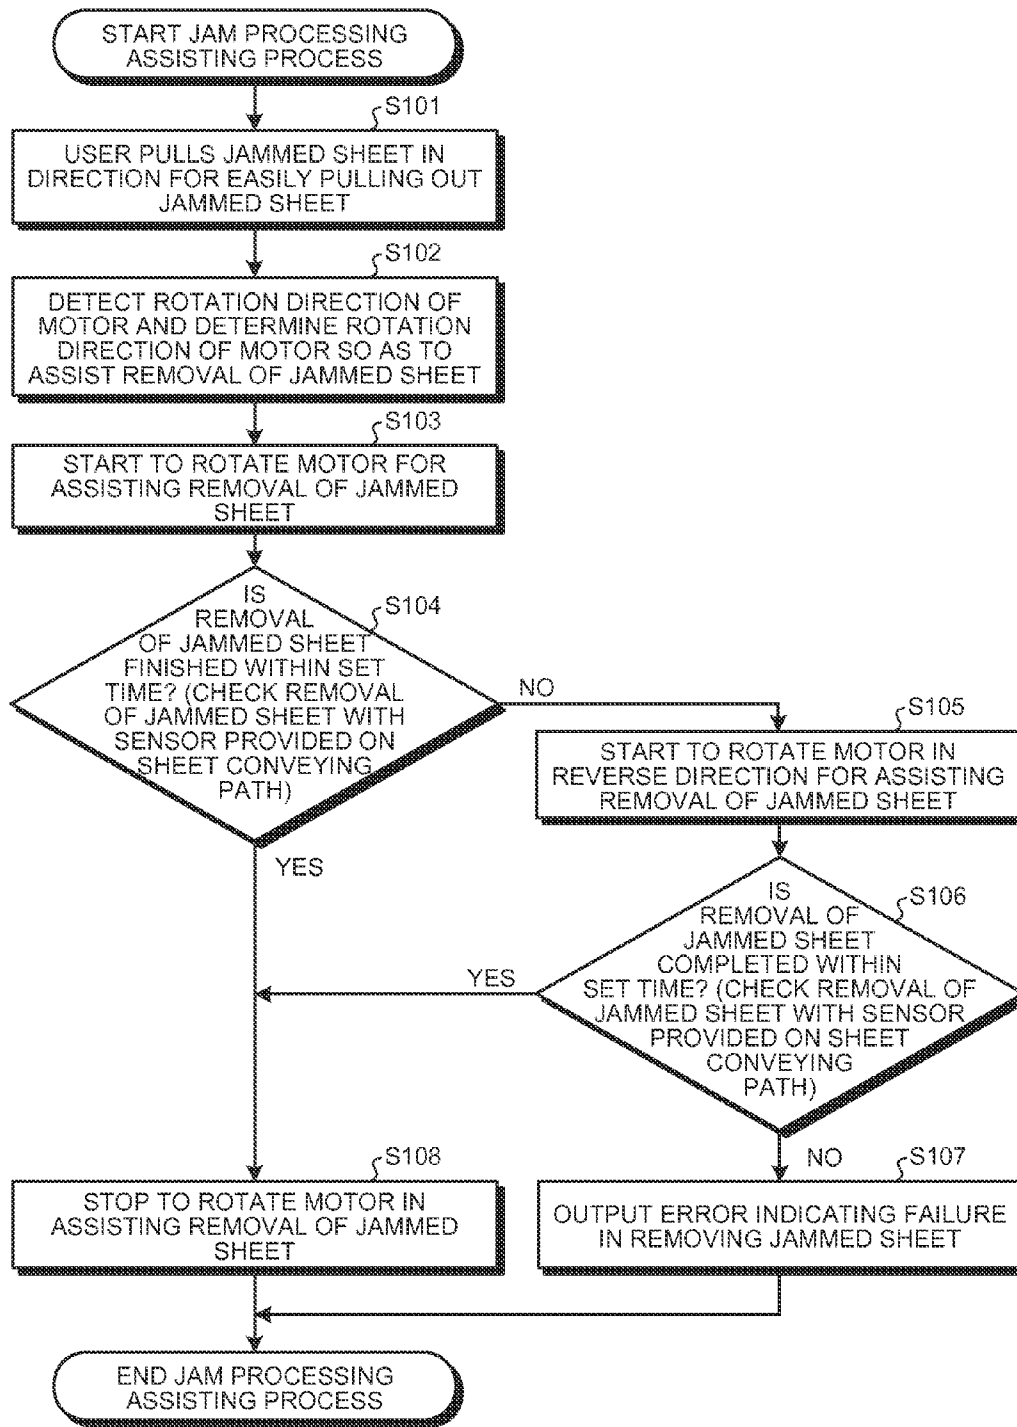 START JAM PROCESSING
ASSISTING PROCESS
S101
USER PULLS JAMMED SHEET IN
DIRECTION FOR EASILY PULLING OUT
JAMMED SHEET
S102
DETECT ROTATION DIRECTION OF
MOTOR AND DETERMINE ROTATION
DIRECTION OF MOTOR SO AS TO
ASSIST REMOVAL OF JAMMED SHEET
S103
START TO ROTATE MOTOR FOR
ASSISTING REMOVAL OF JAMMED
SHEET
S104
IS
REMOVAL
OF JAMMED SHEET
FINISHED WITHIN SET
TIME? (CHECK REMOVAL
OF JAMMED SHEET WITH
SENSOR PROVIDED ON
SHEET CONVEYING
PATH)
NO
YES
S105
START TO ROTATE MOTOR IN
REVERSE DIRECTION FOR ASSISTING
REMOVAL OF JAMMED SHEET
S106
IS
REMOVAL OF
JAMMED SHEET
COMPLETED WITHIN
SET TIME? (CHECK REMOVAL OF
JAMMED SHEET WITH SENSOR
PROVIDED ON SHEET
CONVEYING
PATH)
YES
NO
S107
OUTPUT ERROR INDICATING FAILURE
IN REMOVING JAMMED SHEET
S108
STOP TO ROTATE MOTOR IN
ASSISTING REMOVAL OF JAMMED
SHEET
END JAM PROCESSING
ASSISTING PROCESS